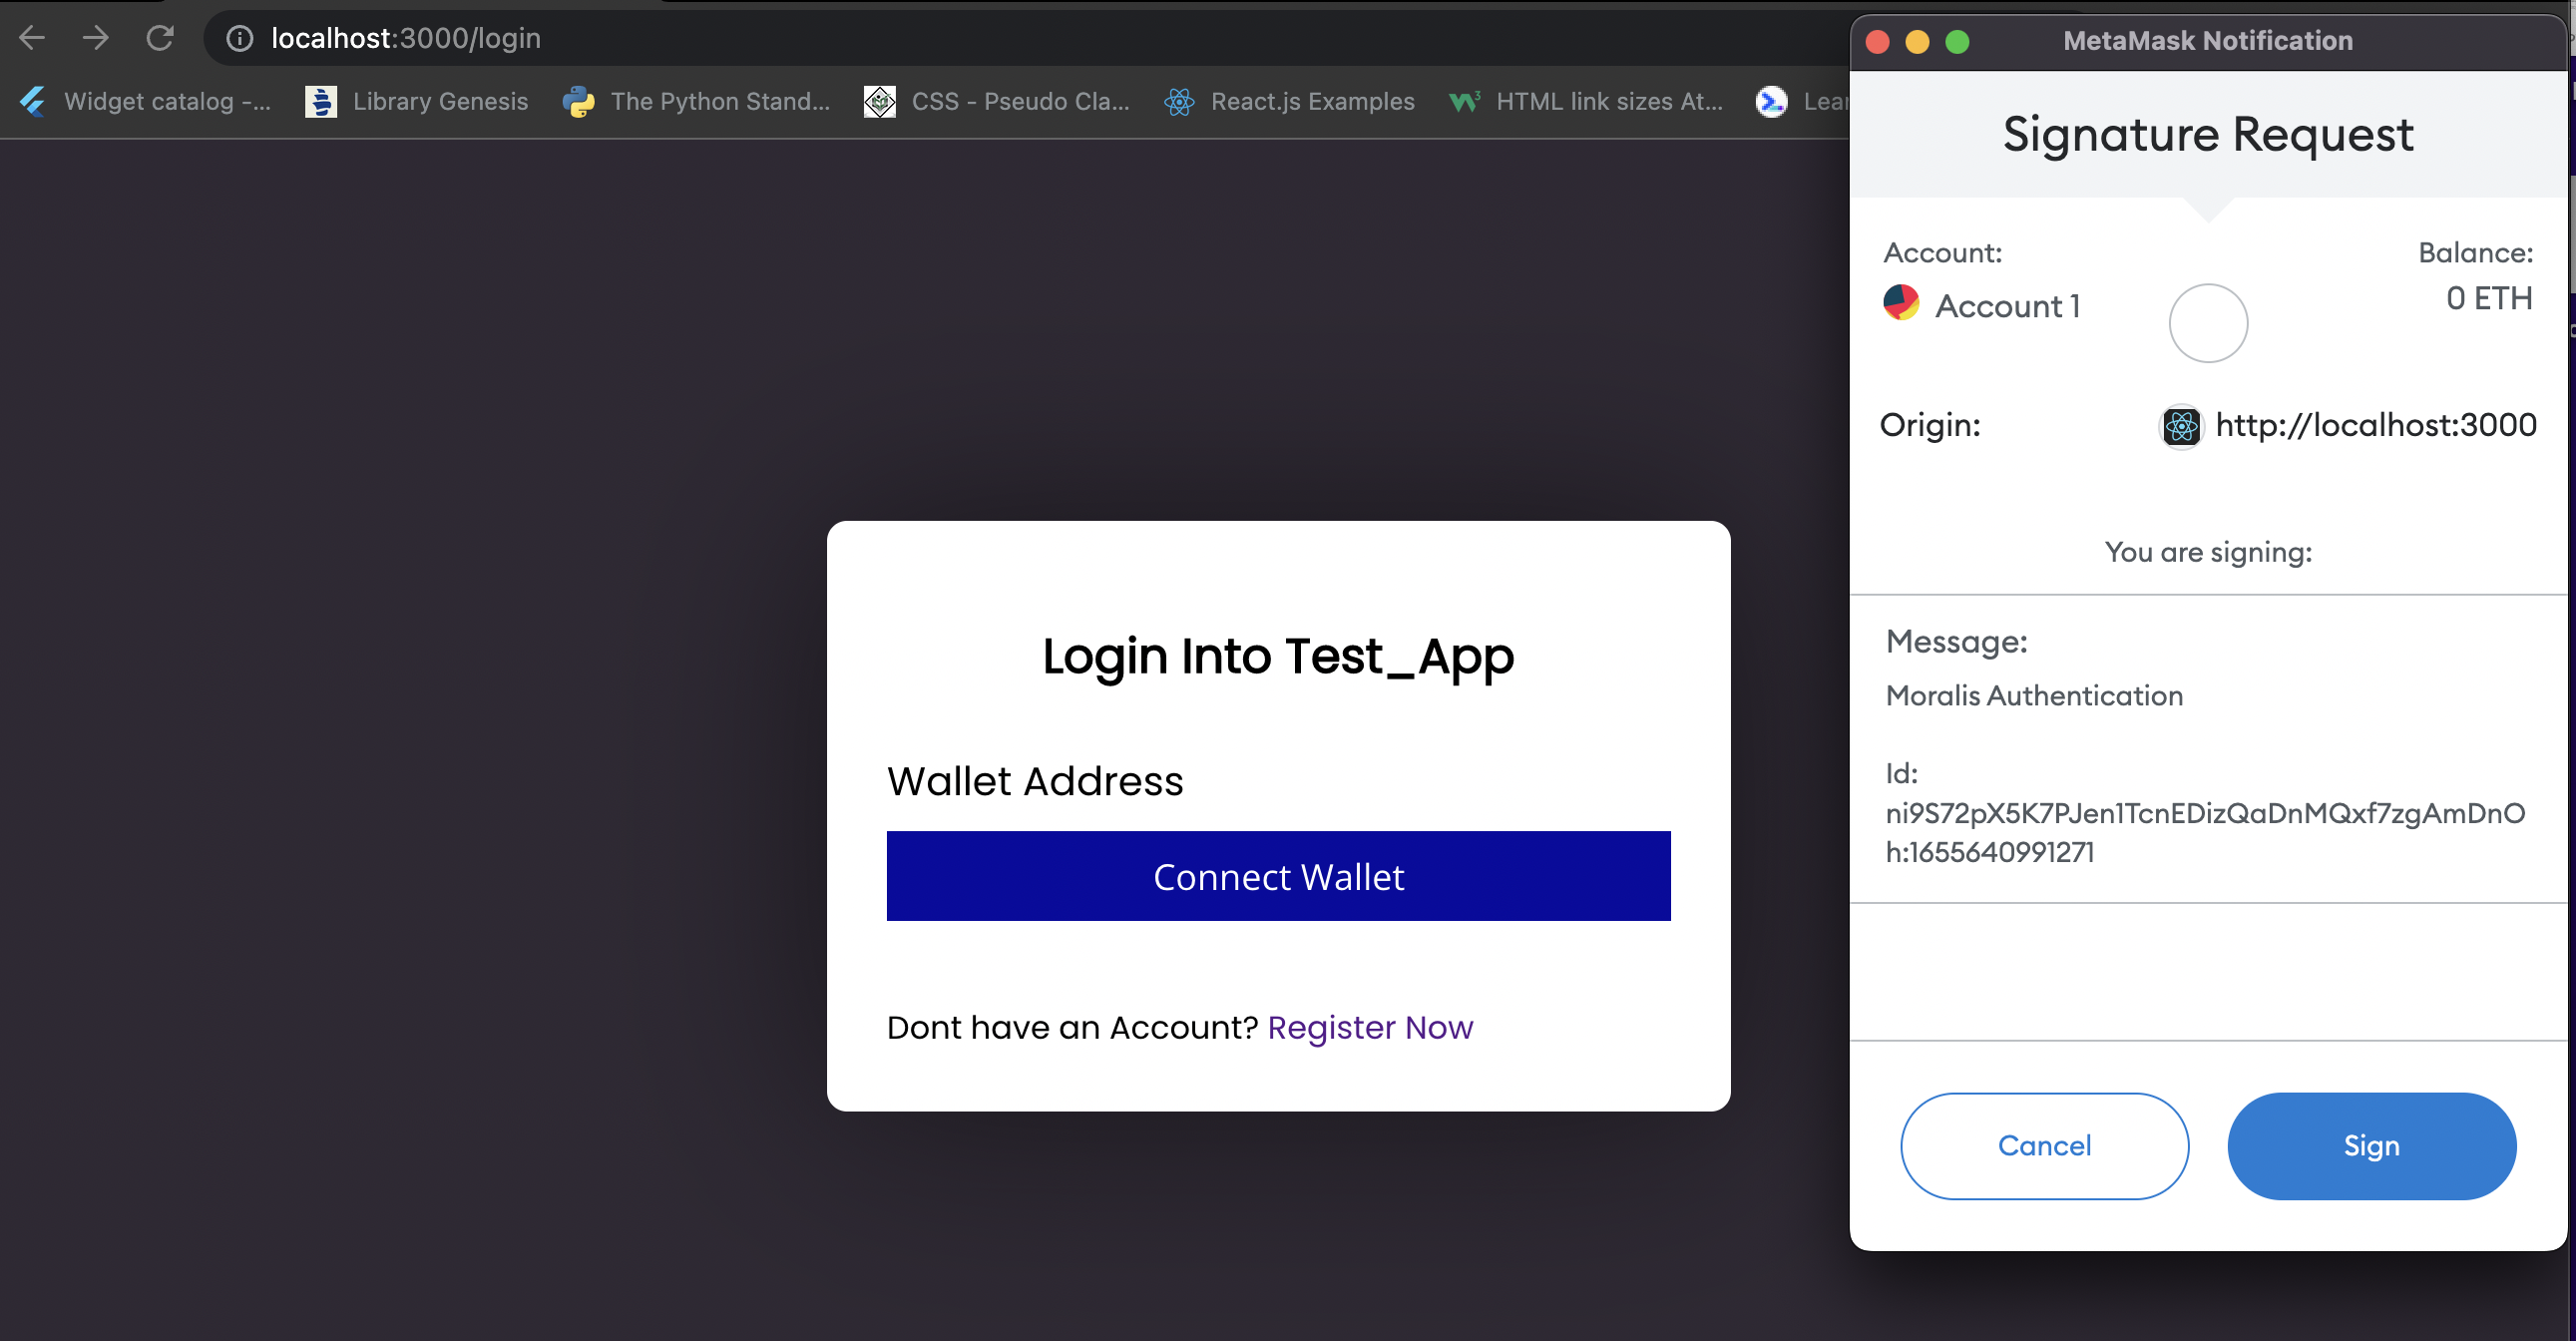 localhost:3000/login
Widget catalog -...
Library Genesis
The Python Stand...
CSS - Pseudo Cla...
React.js Examples
HTML link sizes At...
Login Into Test_App
Wallet Address
Connect Wallet
Dont have an Account? Register Now
MetaMask Notification
Signature Request
Account:
Balance:
Account 1
0 ETH
Origin:
http://localhost:3000
You are signing:
Message:
Moralis Authentication
Id:
ni9S72pX5K7PJen1TcnEDizQaDnMQxf7zgAmDnO
h:1655640991271
Cancel
Sign